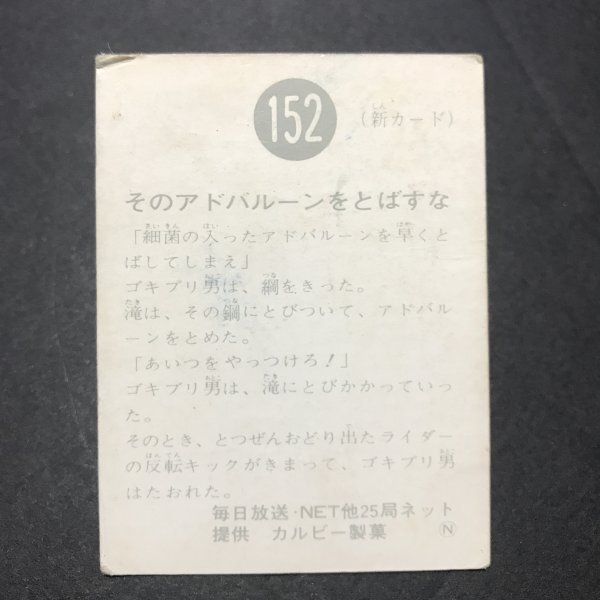 152
(新カード)
そのアドバルーンをとばすな
「細菌の入ったアドバルーンを早くと
ばしてしまえ」
ゴキブリ男は、綱をきった。
滝は、その鋼にとびついて、アドバル
ーンをとめた。
「あいつをやっつけろ!」
ゴキブリ男は、滝にとびかかっていっ
た。
そのとき、とつぜんおどり出たライダー
の反転キックがきまって、ゴキブリ男
はたおれた。
毎日放送・NET他25局ネット
提供 カルビー製菓 Ⓝ